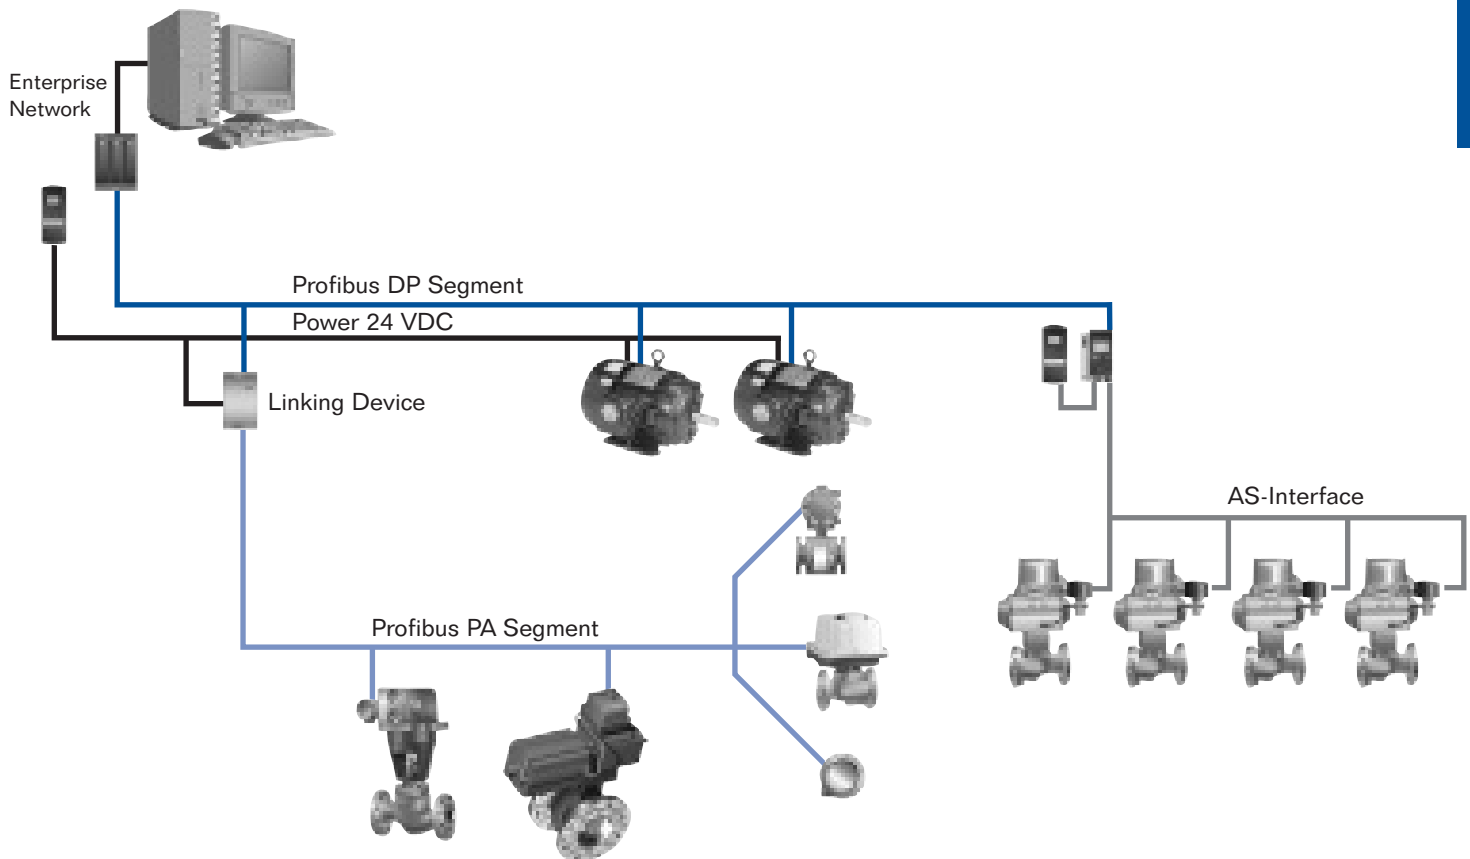 Enterprise
Network
Profibus DP Segment
Power 24 VDC
Linking Device
AS-Interface
Profibus PA Segment